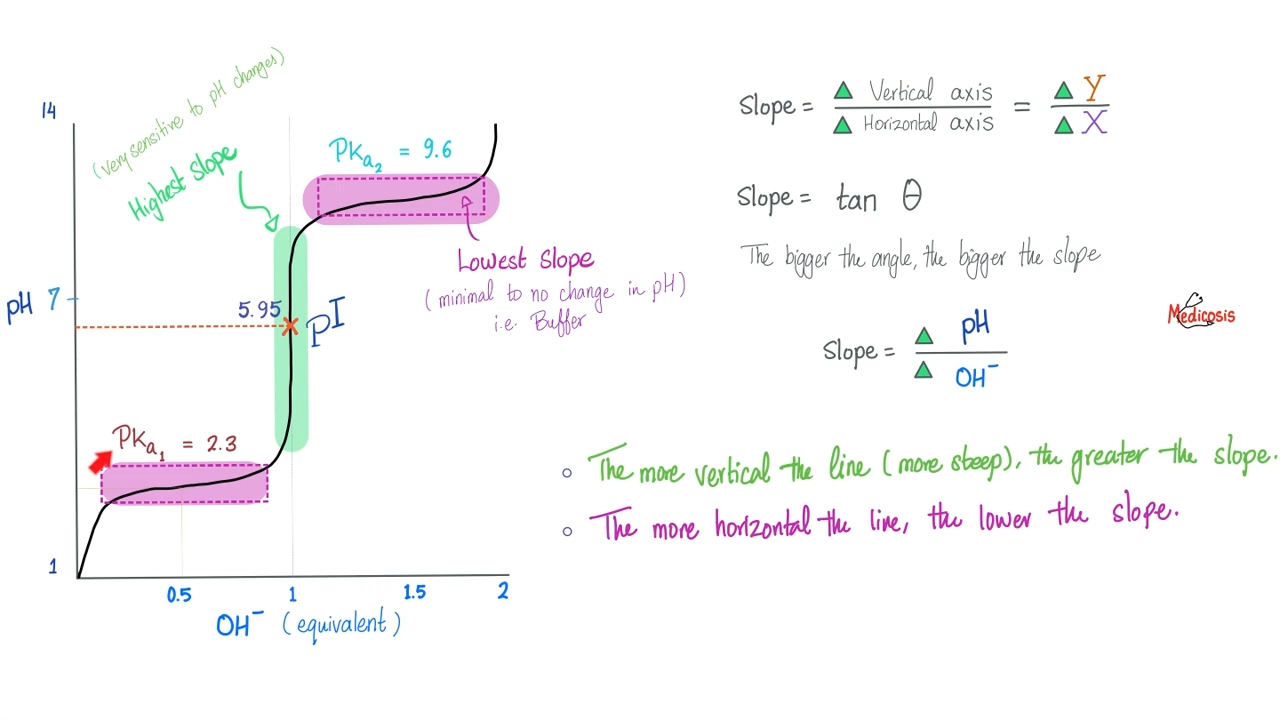 14
(very sensitive to pH changes)
Highest slope
PKa₂ = 9.6
Lowest slope
(minimal to no change in pH)
i.e. Buffer
pH 7
5.95
PI
PKa₁ = 2.3
1
0.5
1
1.5
2
OH⁻ (equivalent)
Slope = ▲ Vertical axis / ▲ Horizontal axis = ▲ Y / ▲ X
Slope = tan θ
The bigger the angle, the bigger the slope
Slope = ▲ pH / ▲ OH⁻
Medicosis
○ The more vertical the line (more steep), the greater the slope.
○ The more horizontal the line, the lower the slope.